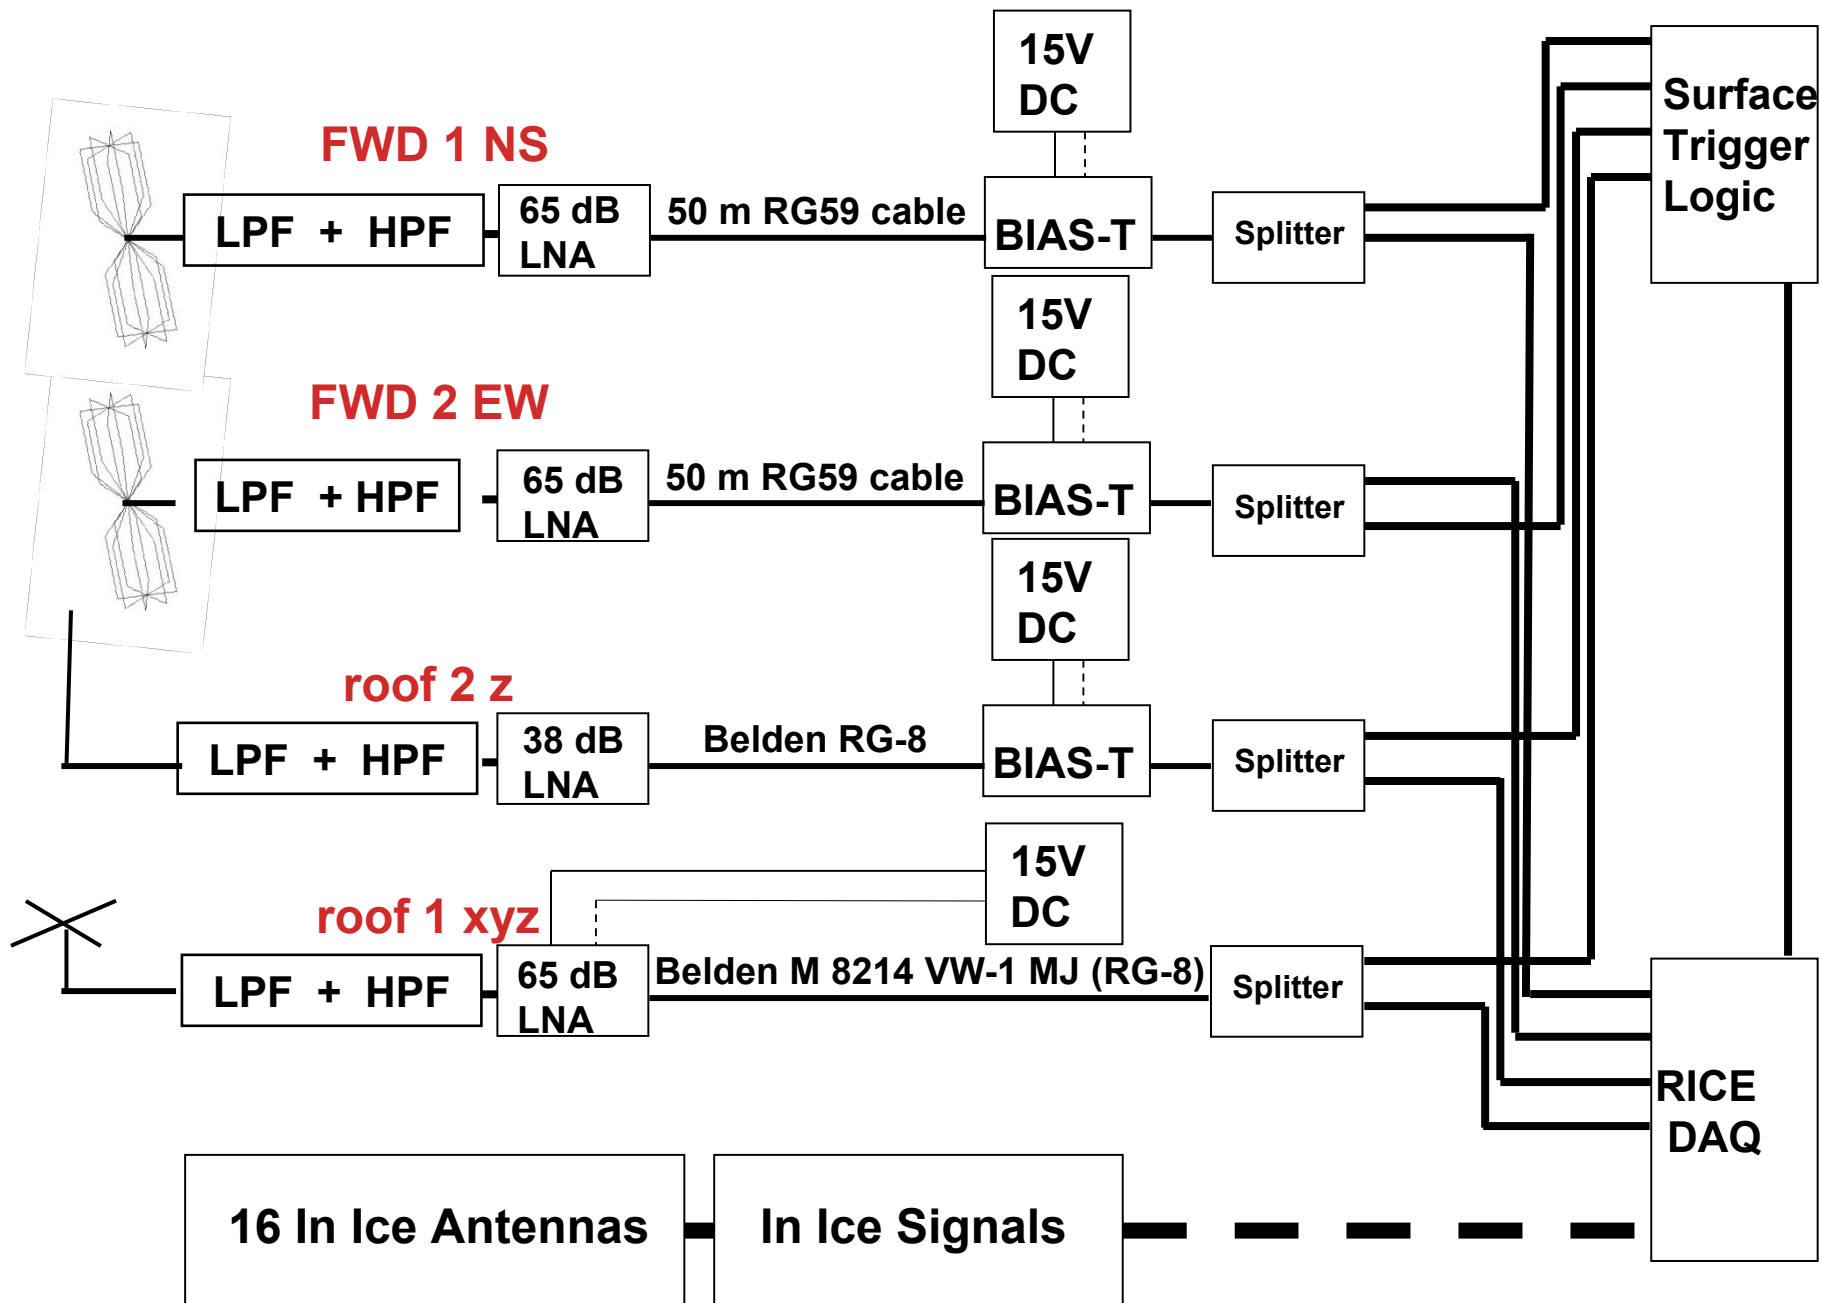 15V
DC
Surface
Trigger
Logic
FWD 1 NS
LPF + HPF
65 dB
LNA
50 m RG59 cable
BIAS-T
Splitter
15V
DC
FWD 2 EW
LPF + HPF
65 dB
LNA
50 m RG59 cable
BIAS-T
Splitter
15V
DC
roof 2 z
LPF + HPF
38 dB
LNA
Belden RG-8
BIAS-T
Splitter
15V
DC
roof 1 xyz
LPF + HPF
65 dB
LNA
Belden M 8214 VW-1 MJ (RG-8)
Splitter
RICE
DAQ
16 In Ice Antennas
In Ice Signals